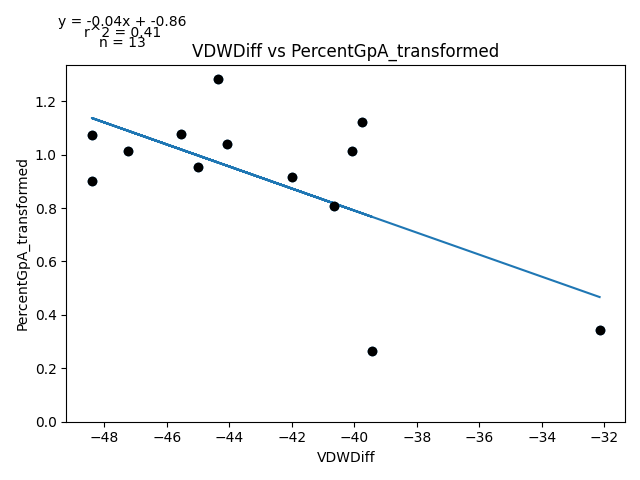 y = -0.04x + -0.86
r^2 = 0.41
n = 13
VDWDiff vs PercentGpA_transformed
PercentGpA_transformed
1.2
1.0
0.8
0.6
0.4
0.2
0.0
−48 −46 −44 −42 −40 −38 −36 −34 −32
VDWDiff